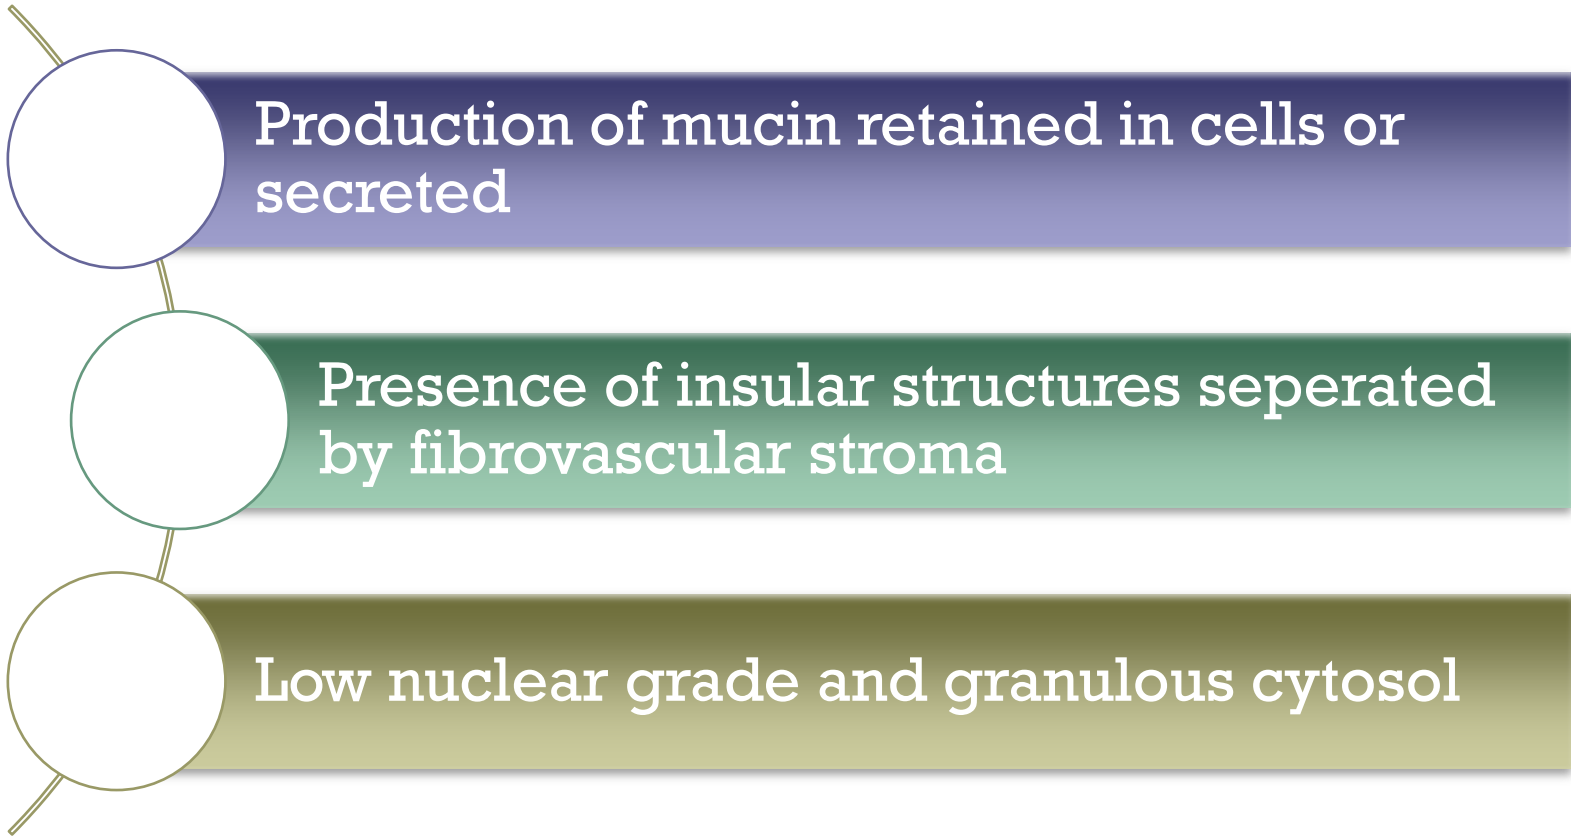 Production of mucin retained in cells or
secreted
Presence of insular structures seperated
by fibrovascular stroma
Low nuclear grade and granulous cytosol